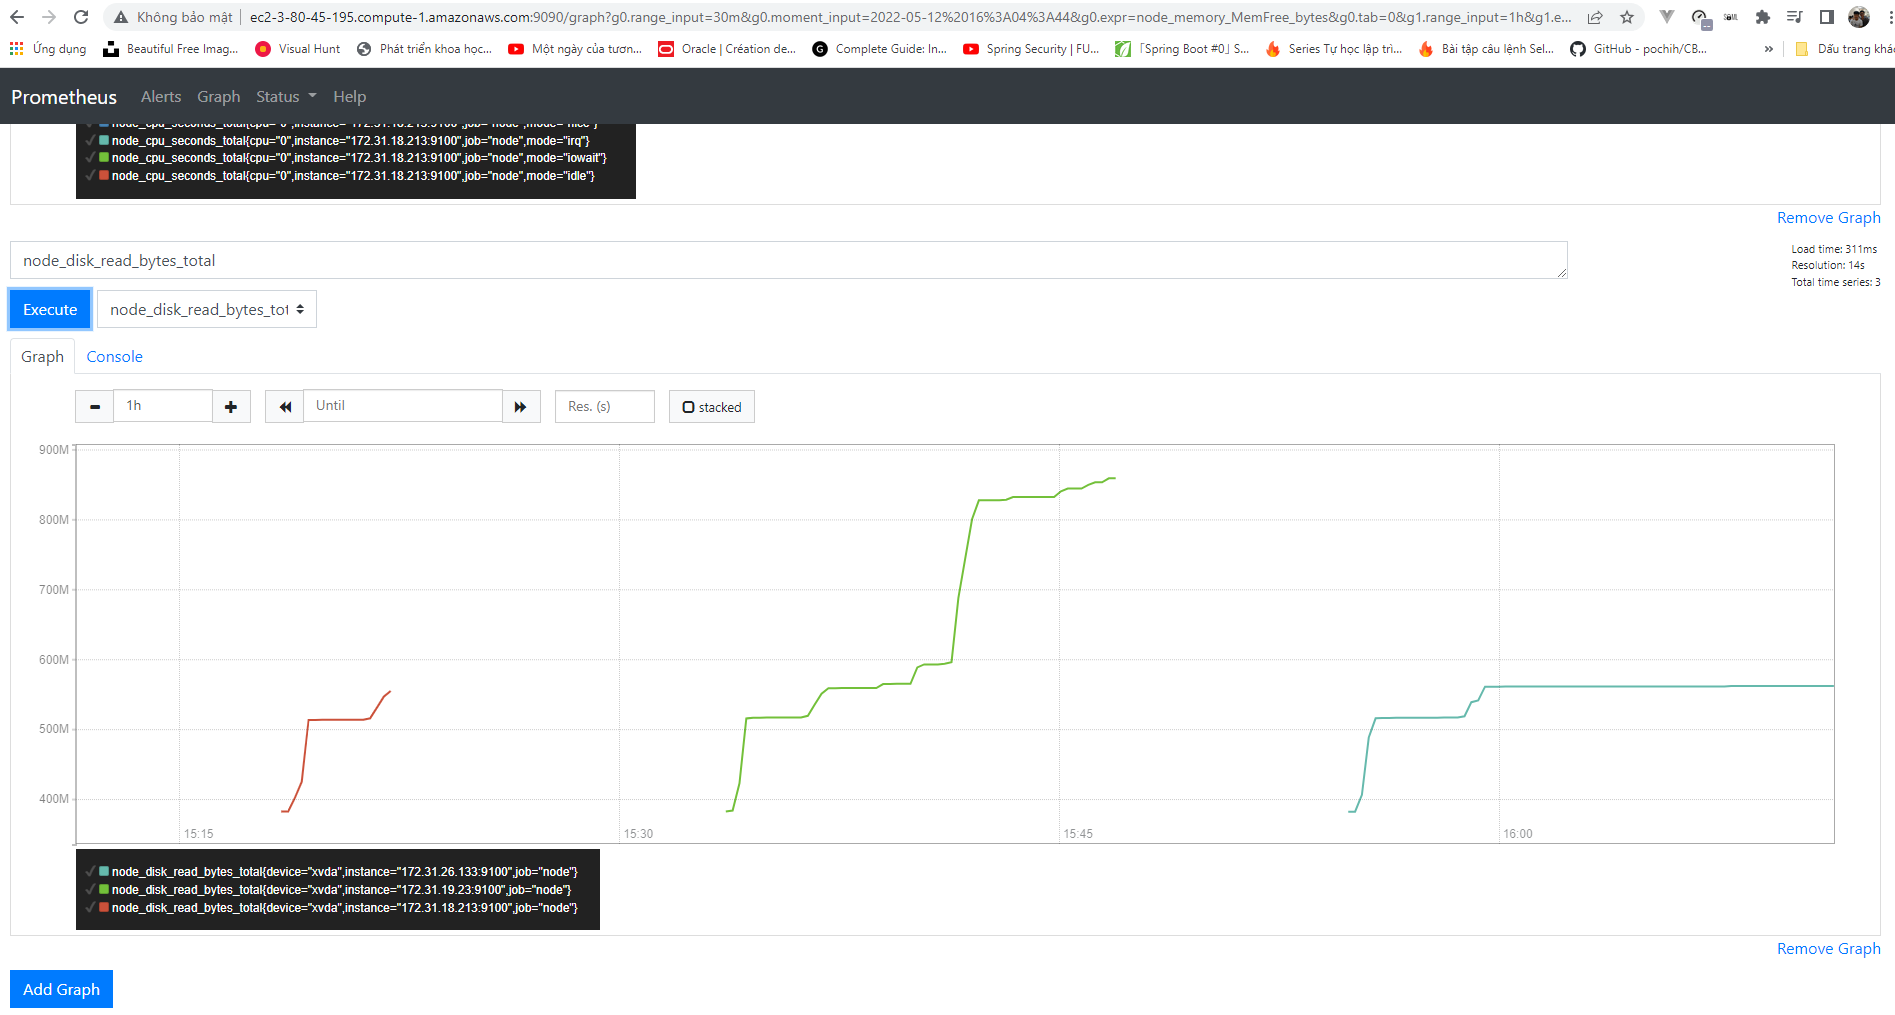 Không bảo mật ec2-3-80-45-195.compute-1.amazonaws.com:9090/graph?g0.range_input=30m&g0.moment_input=2022-05-12%2016%3A04%3A44&g0.expr=node_memory_MemFree_bytes&g0.tab=0&g1.range_input=1h&g1.e...
Ứng dụng Beautiful Free Imag... Visual Hunt Phát triển khoa học... Một ngày của tươn... Oracle | Création de... Complete Guide: In... Spring Security | FU... 「Spring Boot #0」S... Series Tự học lập trì... Bài tập câu lệnh Sel... GitHub - pochih/CB... » Dấu trang khá
Prometheus Alerts Graph Status Help
node_cpu_seconds_total{cpu="0",instance="172.31.18.213:9100",job="node",mode="nice"}
node_cpu_seconds_total{cpu="0",instance="172.31.18.213:9100",job="node",mode="irq"}
node_cpu_seconds_total{cpu="0",instance="172.31.18.213:9100",job="node",mode="iowait"}
node_cpu_seconds_total{cpu="0",instance="172.31.18.213:9100",job="node",mode="idle"}
Remove Graph
node_disk_read_bytes_total
Load time: 311ms
Resolution: 14s
Total time series: 3
Execute node_disk_read_bytes_tot
Graph Console
1h Until Res. (s) stacked
900M
800M
700M
600M
500M
400M
15:15 15:30 15:45 16:00
node_disk_read_bytes_total{device="xvda",instance="172.31.26.133:9100",job="node"}
node_disk_read_bytes_total{device="xvda",instance="172.31.19.23:9100",job="node"}
node_disk_read_bytes_total{device="xvda",instance="172.31.18.213:9100",job="node"}
Remove Graph
Add Graph